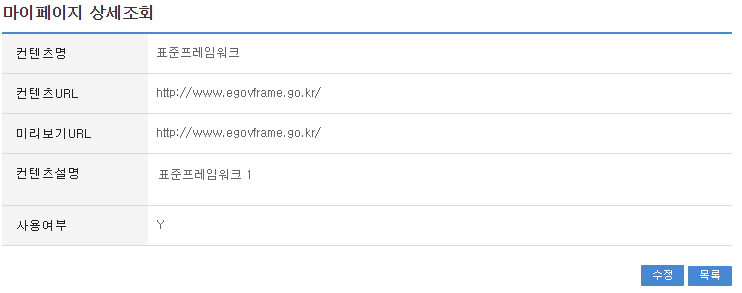 마이페이지 상세조회
컨텐츠명 표준프레임워크
컨텐츠URL http://www.egovframe.go.kr/
미리보기URL http://www.egovframe.go.kr/
컨텐츠설명 표준프레임워크 1
사용여부 Y
수정 목록